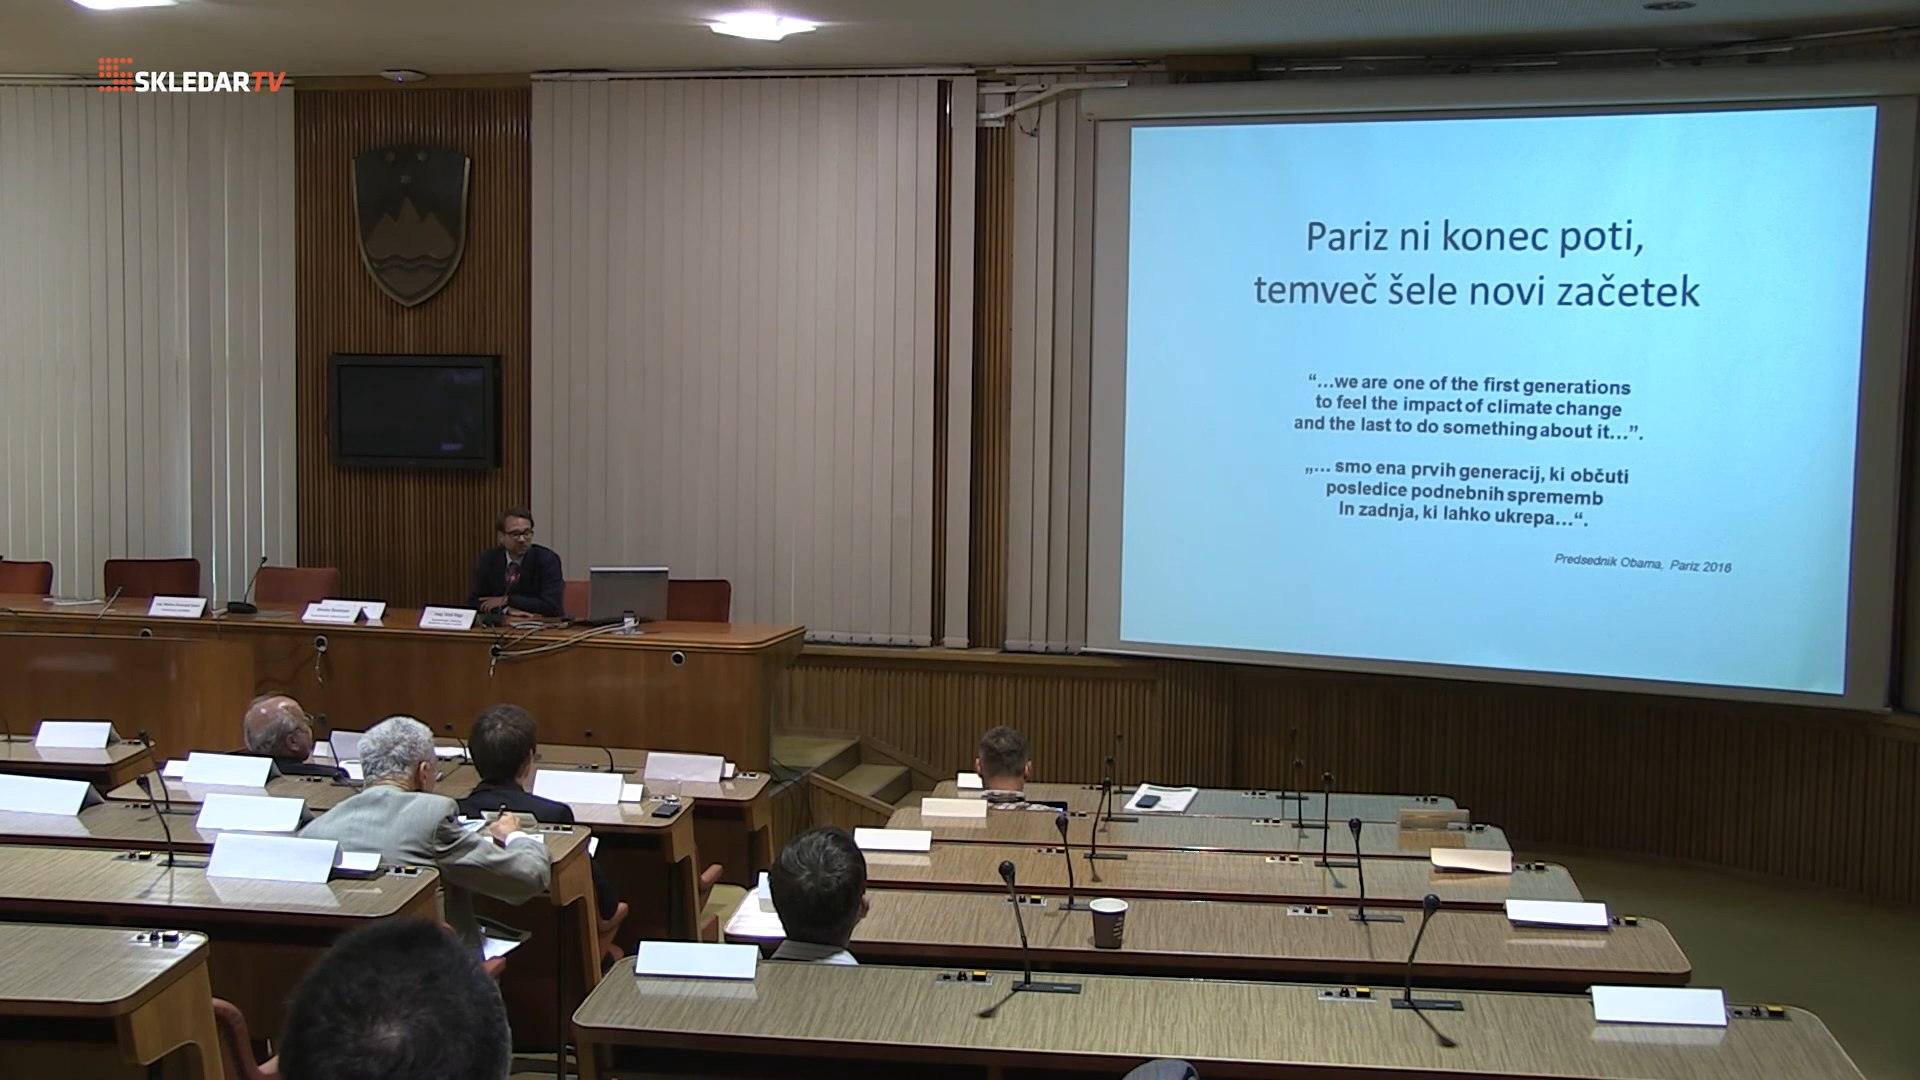 SKLEDARTV
Pariz ni konec poti,
temveč šele novi začetek
“...we are one of the first generations
to feel the impact of climate change
and the last to do something about it...”.
„... smo ena prvih generacij, ki občuti
posledice podnebnih sprememb
In zadnja, ki lahko ukrepa...“.
Predsednik Obama, Pariz 2016